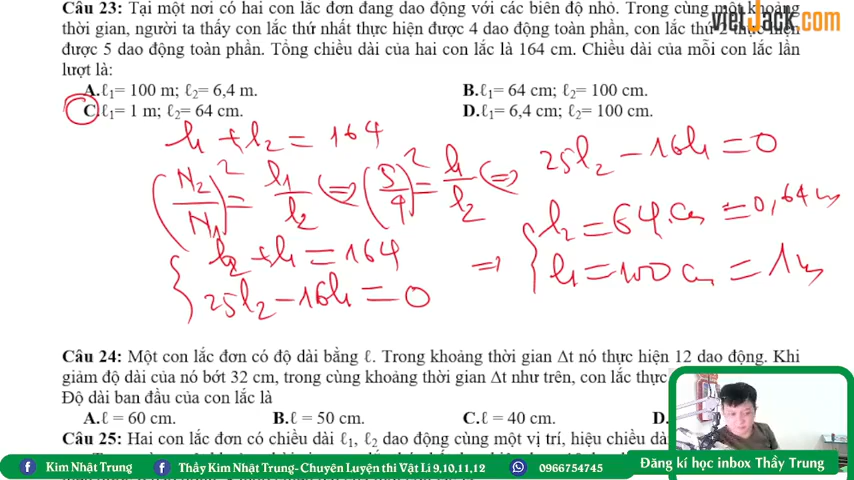 Câu 23: Tại một nơi có hai con lắc đơn đang dao động với các biên độ nhỏ. Trong cùng một khoảng
thời gian, người ta thấy con lắc thứ nhất thực hiện được 4 dao động toàn phần, con lắc thứ 2 thực hiện
được 5 dao động toàn phần. Tổng chiều dài của hai con lắc là 164 cm. Chiều dài của mỗi con lắc lần
lượt là:
A.ℓ1= 100 m; ℓ2= 6,4 m. B.ℓ1= 64 cm; ℓ2= 100 cm.
C.ℓ1= 1 m; ℓ2= 64 cm. D.ℓ1= 6,4 cm; ℓ2= 100 cm.
l1 + l2 = 164
(N2/N1)^2 = l1/l2 <=> (5/4)^2 = l1/l2 <=> 25l2 - 16l1 = 0
{ l2 + l1 = 164
25l2 - 16l1 = 0
=> { l2 = 64 cm = 0,64 m
l1 = 100 cm = 1 m
Câu 24: Một con lắc đơn có độ dài bằng ℓ. Trong khoảng thời gian Δt nó thực hiện 12 dao động. Khi
giảm độ dài của nó bớt 32 cm, trong cùng khoảng thời gian Δt như trên, con lắc thực
Độ dài ban đầu của con lắc là
A.ℓ = 60 cm. B.ℓ = 50 cm. C.ℓ = 40 cm. D.
Câu 25: Hai con lắc đơn có chiều dài ℓ1, ℓ2 dao động cùng một vị trí, hiệu chiều dài
vietJack.com
Kim Nhật Trung
Thầy Kim Nhật Trung- Chuyên Luyện thi Vật Lí 9,10,11,12
0966754745
Đăng kí học inbox Thầy Trung